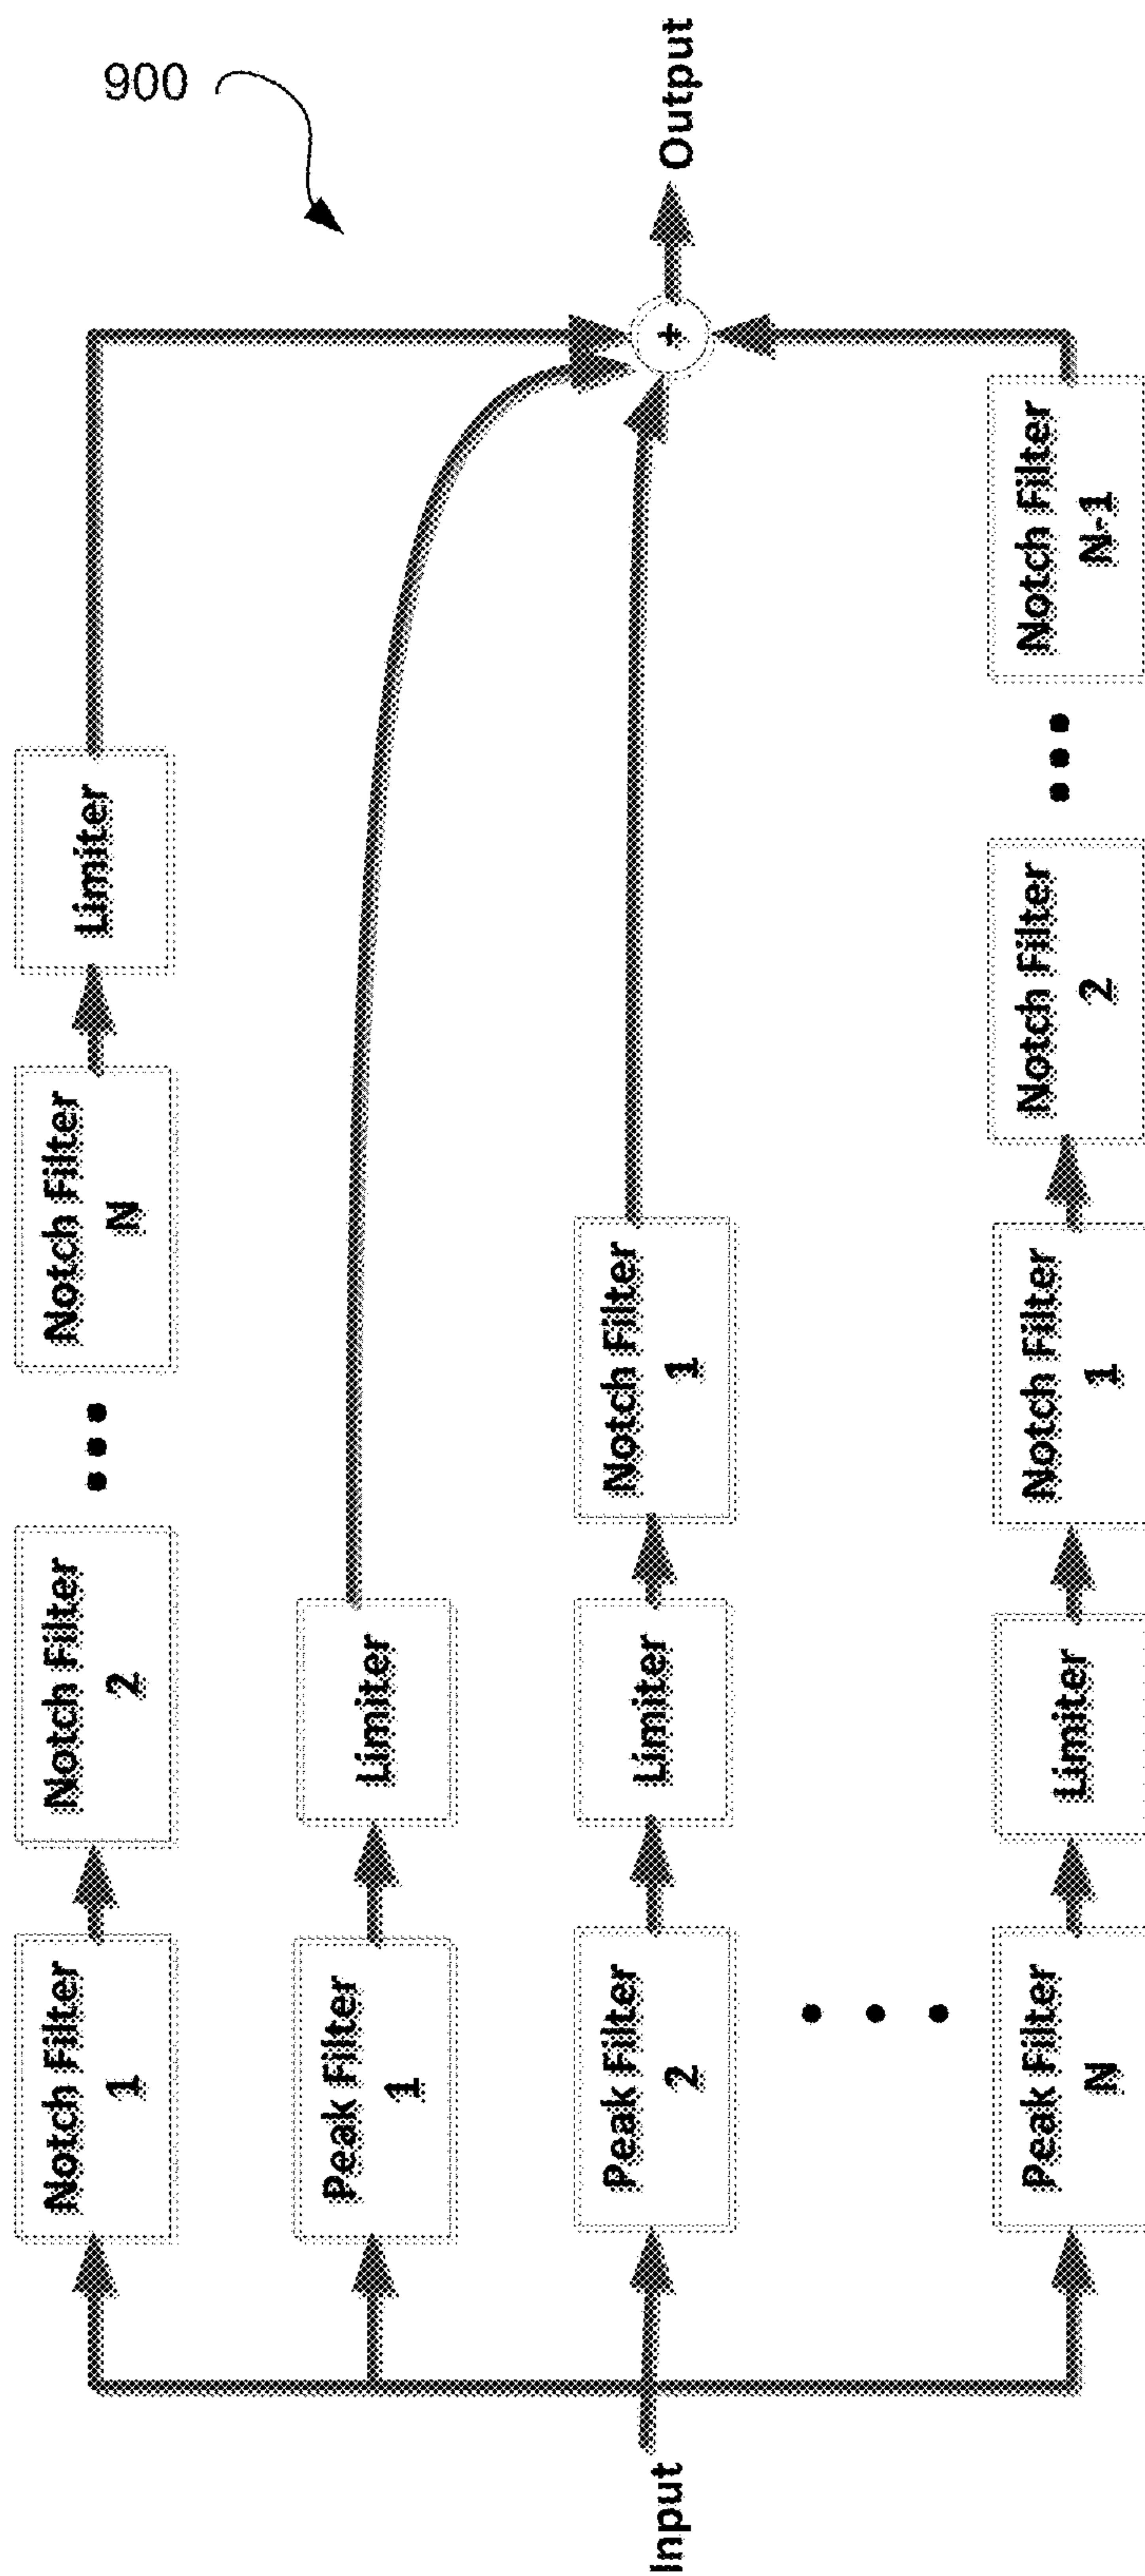 900
Input
Notch Filter
1
Notch Filter
2
Notch Filter
N
Limiter
Peak Filter
1
Limiter
Peak Filter
2
Limiter
Notch Filter
1
Peak Filter
N
Limiter
Notch Filter
1
Notch Filter
2
Notch Filter
N-1
+
Output